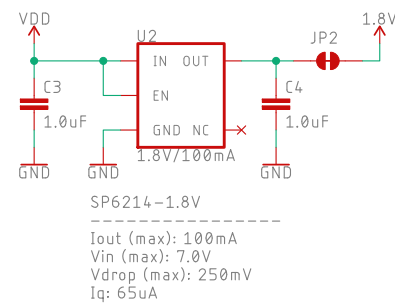 VDD
U2
JP2
1.8V
IN OUT
C3
EN
C4
1.0uF
GND NC
1.0uF
1.8V/100mA
GND
GND
GND
SP6214-1.8V
-----------------
Iout (max): 100mA
Vin (max): 7.0V
Vdrop (max): 250mV
Iq: 65uA